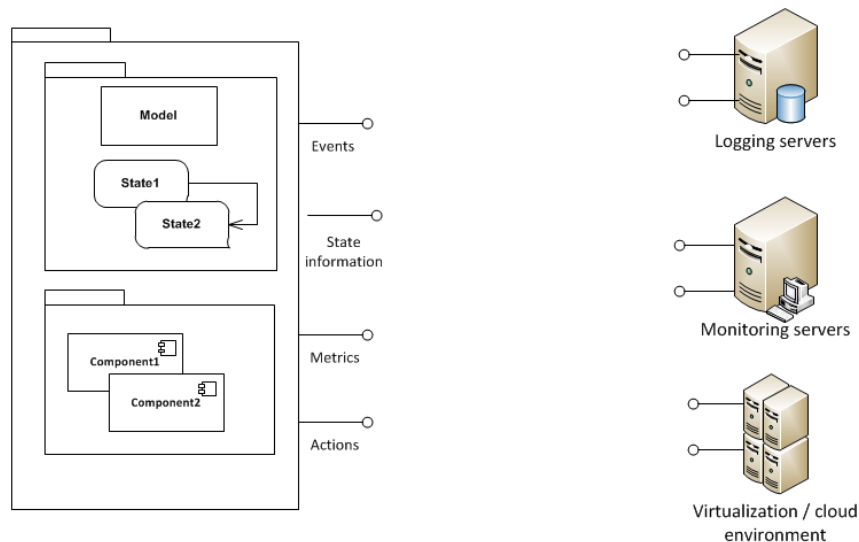 Model
State1
State2
Component1
Component2
Events
State
information
Metrics
Actions
Logging servers
Monitoring servers
Virtualization / cloud
environment